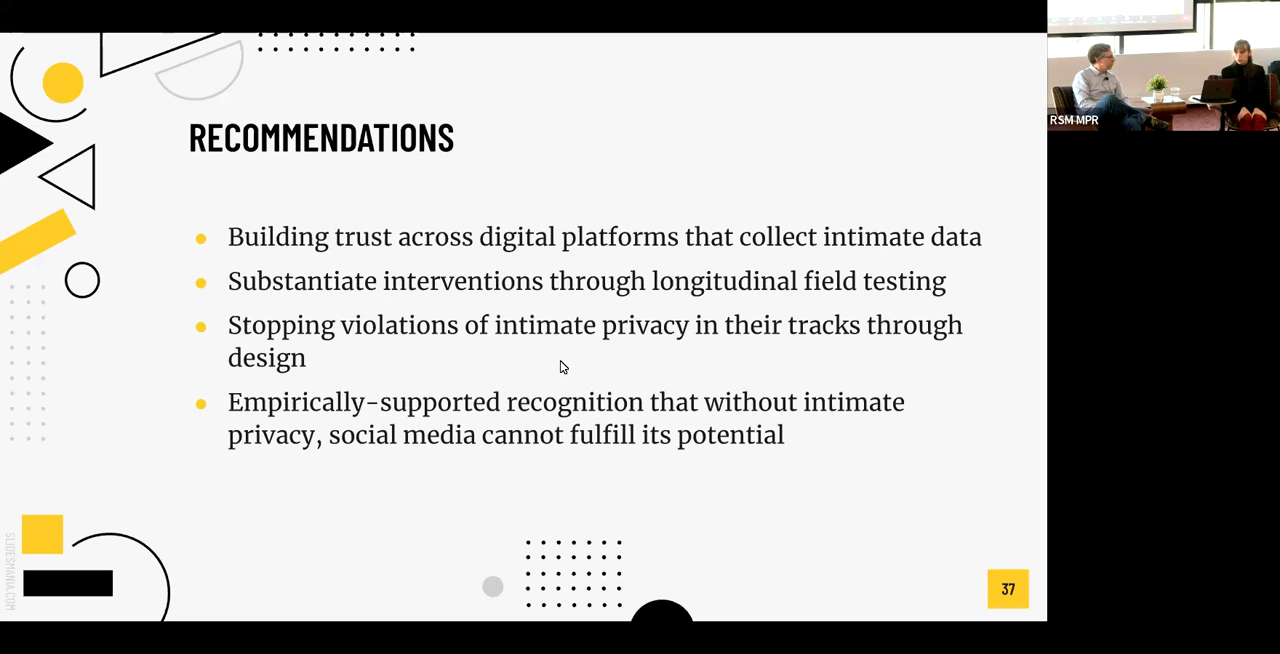 RECOMMENDATIONS
Building trust across digital platforms that collect intimate data
Substantiate interventions through longitudinal field testing
Stopping violations of intimate privacy in their tracks through
design
Empirically-supported recognition that without intimate
privacy, social media cannot fulfill its potential
SLIDESMANIA.COM
37
RSM MPR